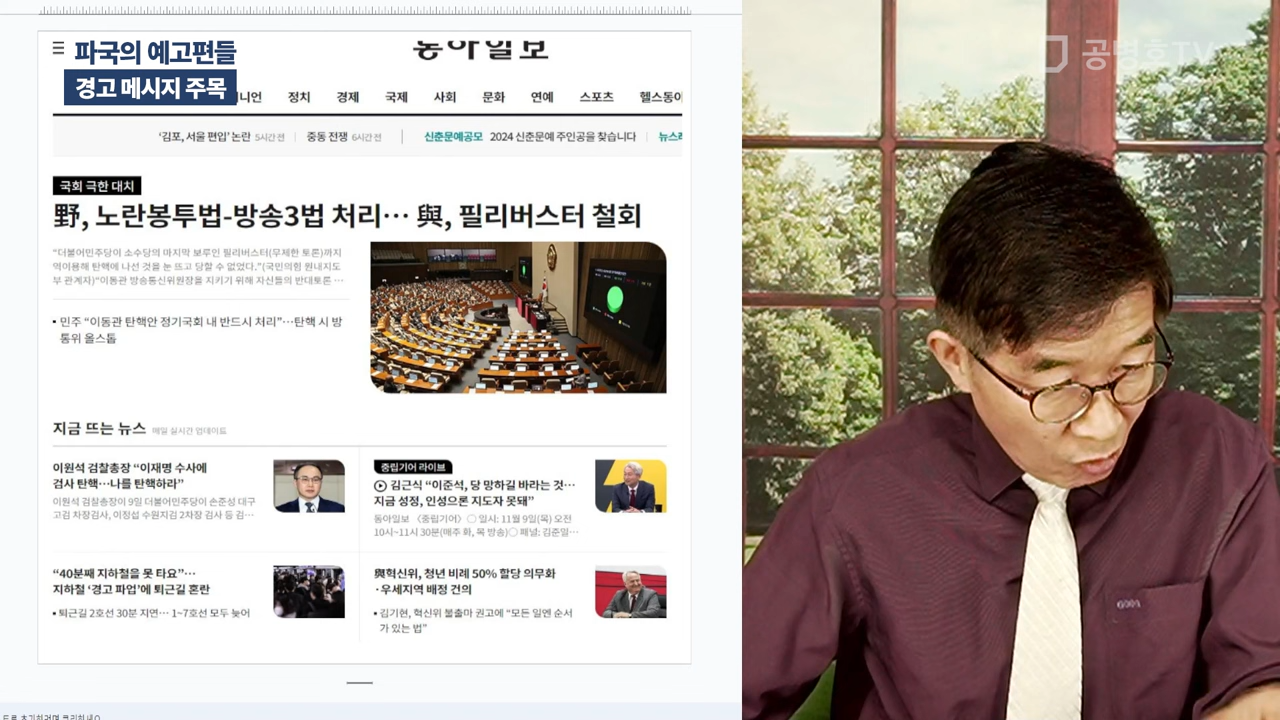 파국의 예고편들
경고 메시지 주목
동아일보
공병호TV
니언 정치 경제 국제 사회 문화 연예 스포츠 헬스동아
‘김포, 서울 편입’ 논란 5시간 전 중동 전쟁 6시간 전 신춘문예공모 2024 신춘문예 주인공을 찾습니다
국회 극한 대치
野, 노란봉투법-방송3법 처리… 與, 필리버스터 철회
“더불어민주당이 소수당의 마지막 보루인 필리버스터(무제한 토론)까지
역이용해 탄핵에 나선 것을 눈 뜨고 당할 수 없었다.”(국민의힘 원내지도
부 관계자)“이동관 방송통신위원장을 지키기 위해 자신들의 반대토론 …
민주 “이동관 탄핵안 정기국회 내 반드시 처리”…탄핵 시 방
통위 올스톱
지금 뜨는 뉴스 매일 실시간 업데이트
이원석 검찰총장 “이재명 수사에
검사 탄핵…나를 탄핵하라”
이원석 검찰총장이 9일 더불어민주당이 손준성 대구
고검 차장검사, 이정섭 수원지검 2차장 검사 등 검…
중립기어 라이브
김근식 “이준석, 당 망하길 바라는 것…
지금 성정, 인성으론 지도자 못돼”
동아일보 〈중립기어〉○ 일시: 11월 9일(목) 오전
10시~11시 30분(매주 화, 목 방송)○ 패널: 김준일…
“40분째 지하철을 못 타요”…
지하철 ‘경고 파업’에 퇴근길 혼란
퇴근길 2호선 30분 지연… 1~7호선 모두 늦어
與혁신위, 청년 비례 50% 할당 의무화
·우세지역 배정 건의
김기현, 혁신위 불출마 권고에 “모든 일엔 순서
가 있는 법”